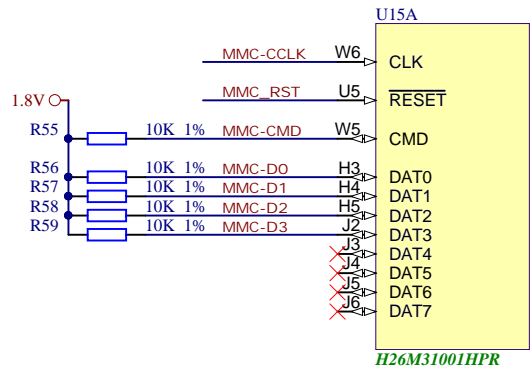 U15A
MMC-CCLK W6 CLK
MMC_RST U5 RESET
1.8V
R55 10K 1% MMC-CMD W5 CMD
R56 10K 1% MMC-D0 H3 DAT0
R57 10K 1% MMC-D1 H4 DAT1
R58 10K 1% MMC-D2 H5 DAT2
R59 10K 1% MMC-D3 J2 DAT3
J3 DAT4
J4 DAT5
J5 DAT6
J6 DAT7
H26M31001HPR